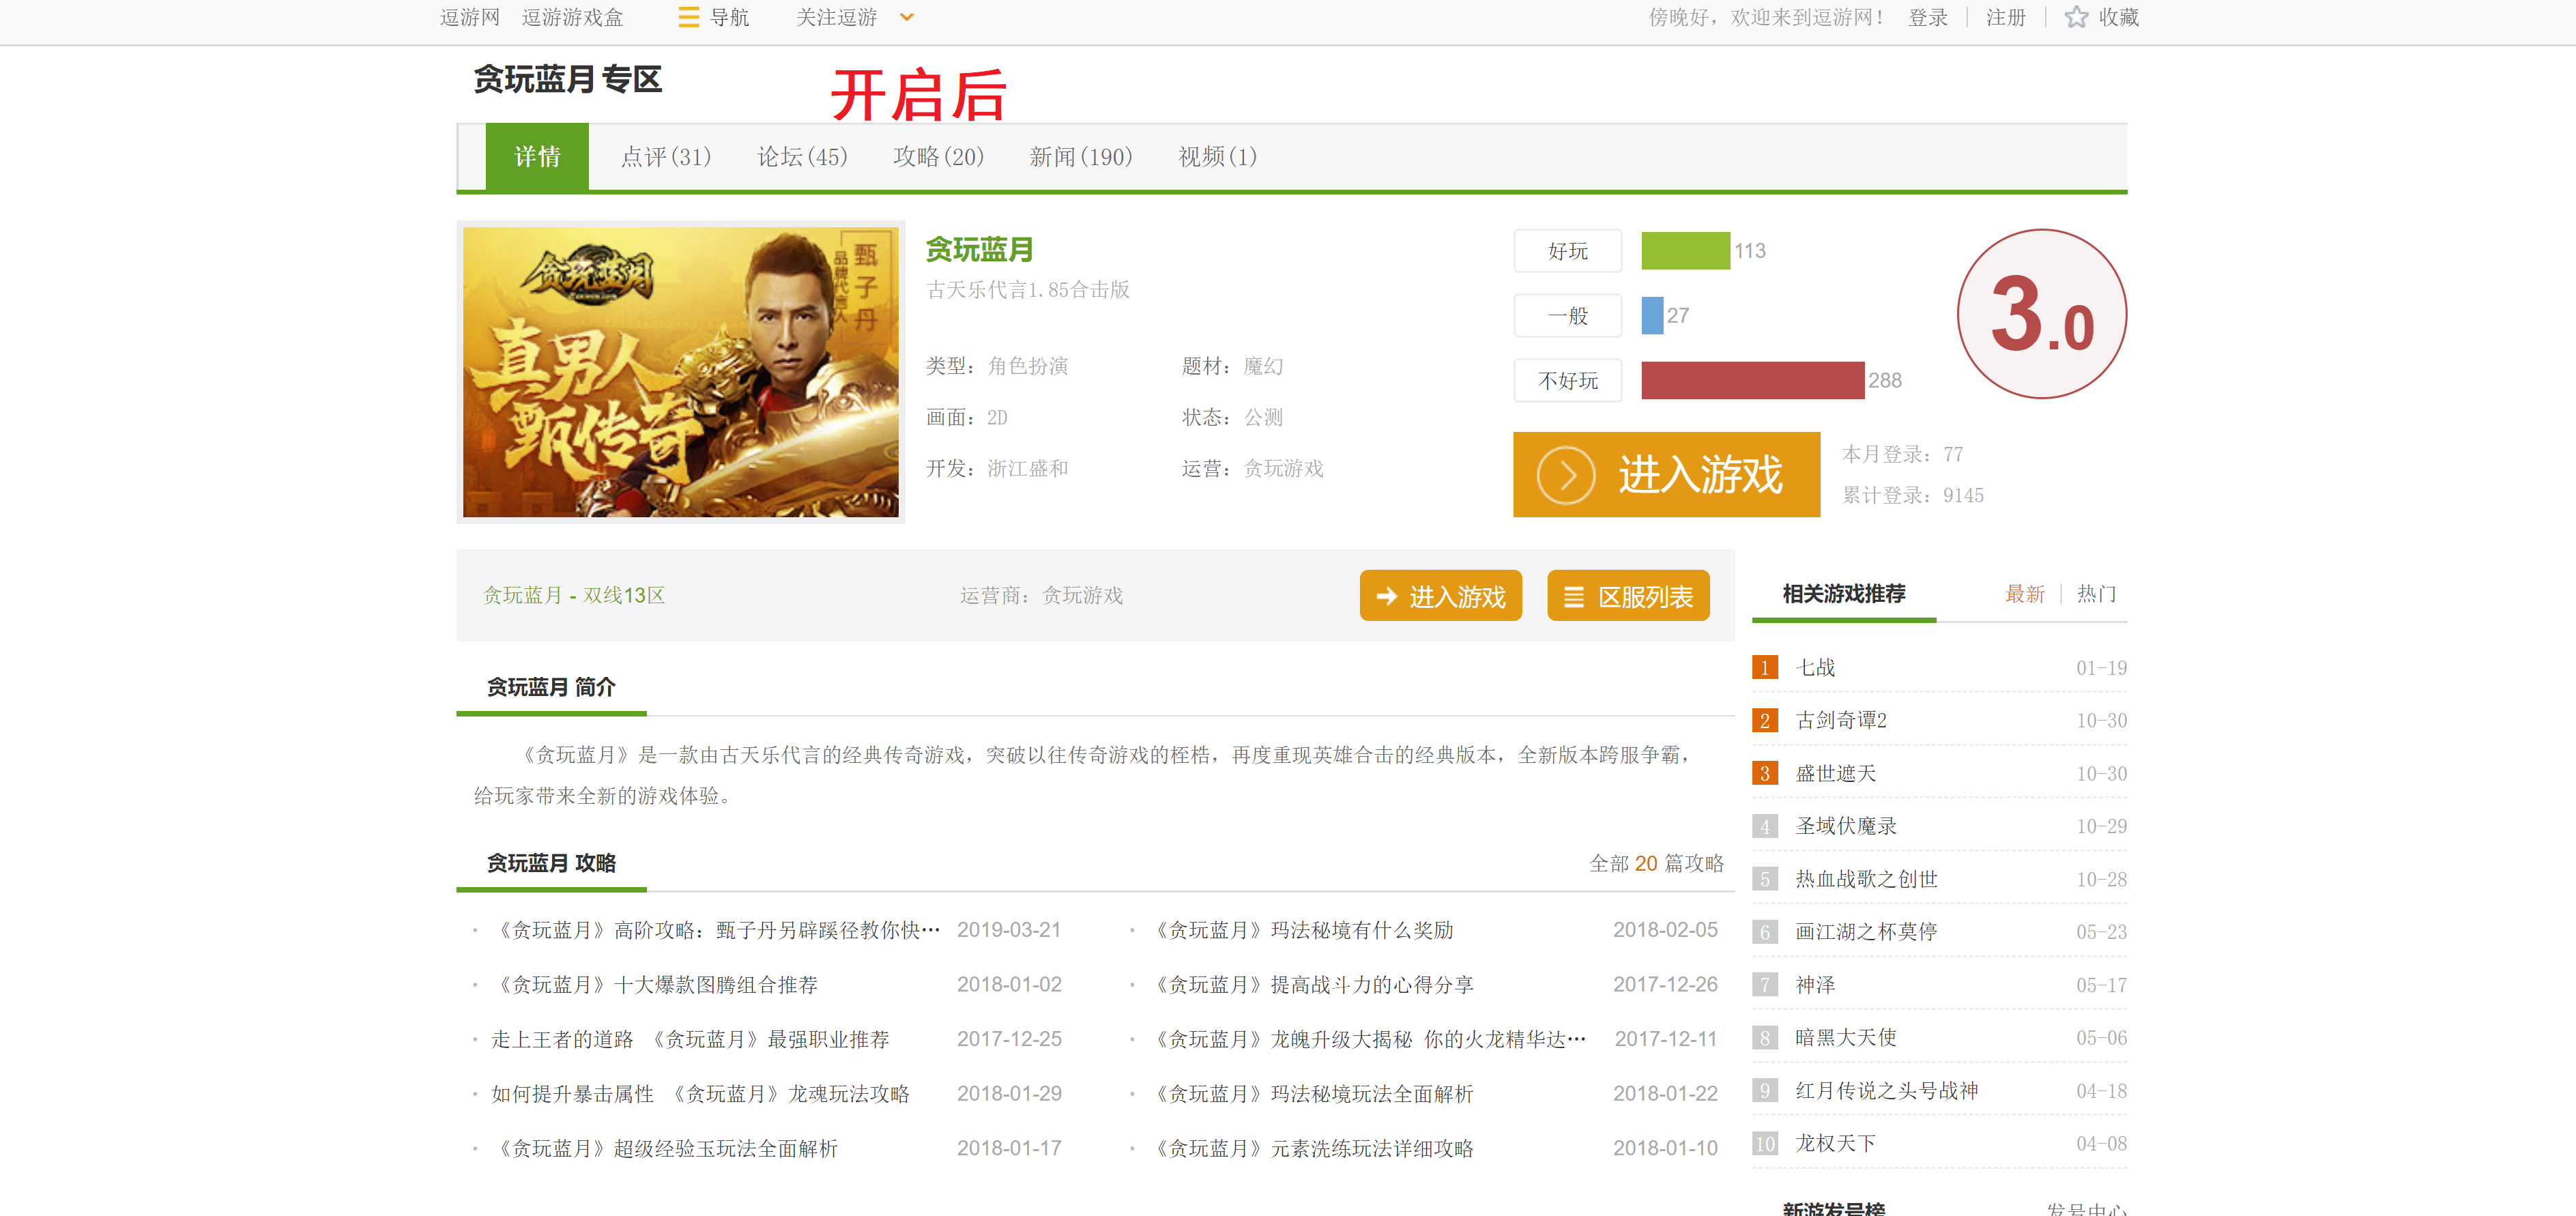 逗游网 逗游游戏盒 导航 关注逗游 傍晚好，欢迎来到逗游网！ 登录 注册 收藏
贪玩蓝月 专区
开启后
详情 点评(31) 论坛(45) 攻略(20) 新闻(190) 视频(1)
贪玩蓝月
真男人
甄传奇
甄子丹
品牌代言人
贪玩蓝月
古天乐代言1.85合击版
类型：角色扮演 题材：魔幻
画面：2D 状态：公测
开发：浙江盛和 运营：贪玩游戏
好玩 113
一般 27
不好玩 288
3.0
进入游戏
本月登录：77
累计登录：9145
贪玩蓝月 - 双线13区 运营商：贪玩游戏 进入游戏 区服列表
贪玩蓝月 简介
《贪玩蓝月》是一款由古天乐代言的经典传奇游戏，突破以往传奇游戏的桎梏，再度重现英雄合击的经典版本，全新版本跨服争霸，
给玩家带来全新的游戏体验。
贪玩蓝月 攻略 全部 20 篇攻略
《贪玩蓝月》高阶攻略：甄子丹另辟蹊径教你快… 2019-03-21
《贪玩蓝月》玛法秘境有什么奖励 2018-02-05
《贪玩蓝月》十大爆款图腾组合推荐 2018-01-02
《贪玩蓝月》提高战斗力的心得分享 2017-12-26
走上王者的道路 《贪玩蓝月》最强职业推荐 2017-12-25
《贪玩蓝月》龙魄升级大揭秘 你的火龙精华达… 2017-12-11
如何提升暴击属性 《贪玩蓝月》龙魂玩法攻略 2018-01-29
《贪玩蓝月》玛法秘境玩法全面解析 2018-01-22
《贪玩蓝月》超级经验玉玩法全面解析 2018-01-17
《贪玩蓝月》元素洗练玩法详细攻略 2018-01-10
相关游戏推荐 最新 热门
1 七战 01-19
2 古剑奇谭2 10-30
3 盛世遮天 10-30
4 圣域伏魔录 10-29
5 热血战歌之创世 10-28
6 画江湖之杯莫停 05-23
7 神泽 05-17
8 暗黑大天使 05-06
9 红月传说之头号战神 04-18
10 龙权天下 04-08
新游发号榜 发号中心